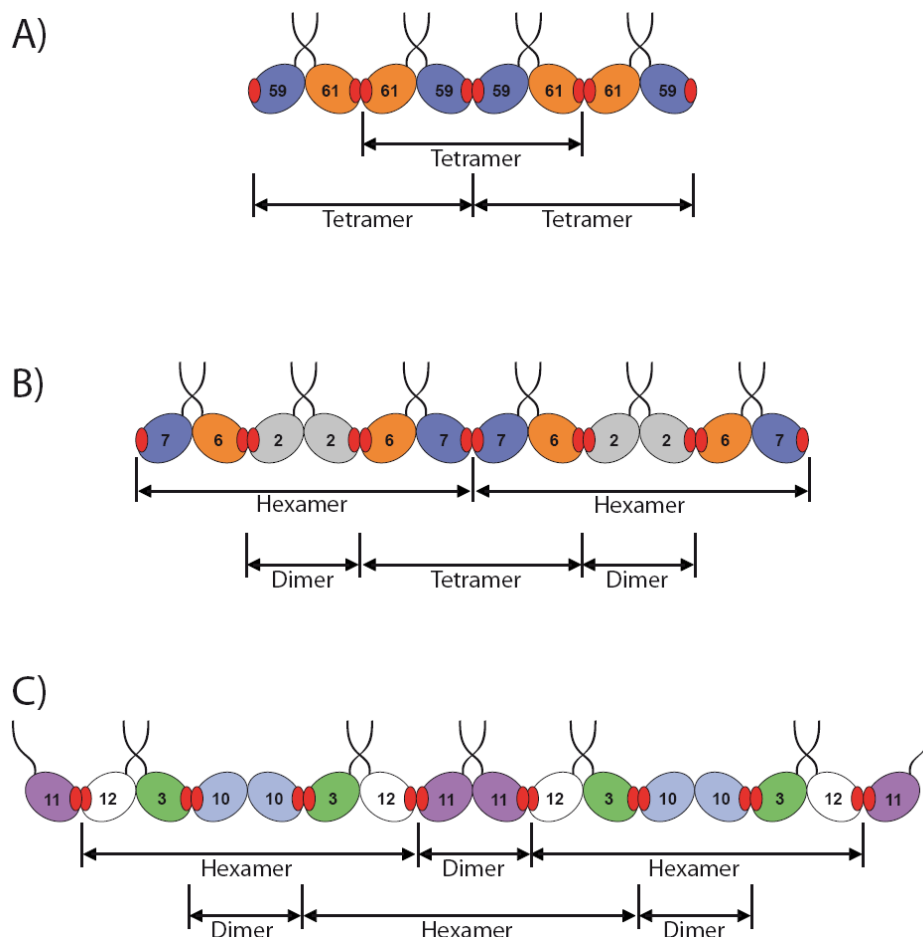 A)
59 61 61 59 59 61 61 59
Tetramer
Tetramer Tetramer
B)
7 6 2 2 6 7 7 6 2 2 6 7
Hexamer Hexamer
Dimer Tetramer Dimer
C)
11 12 3 10 10 3 12 11 11 12 3 10 10 3 12 11
Hexamer Dimer Hexamer
Dimer Hexamer Dimer